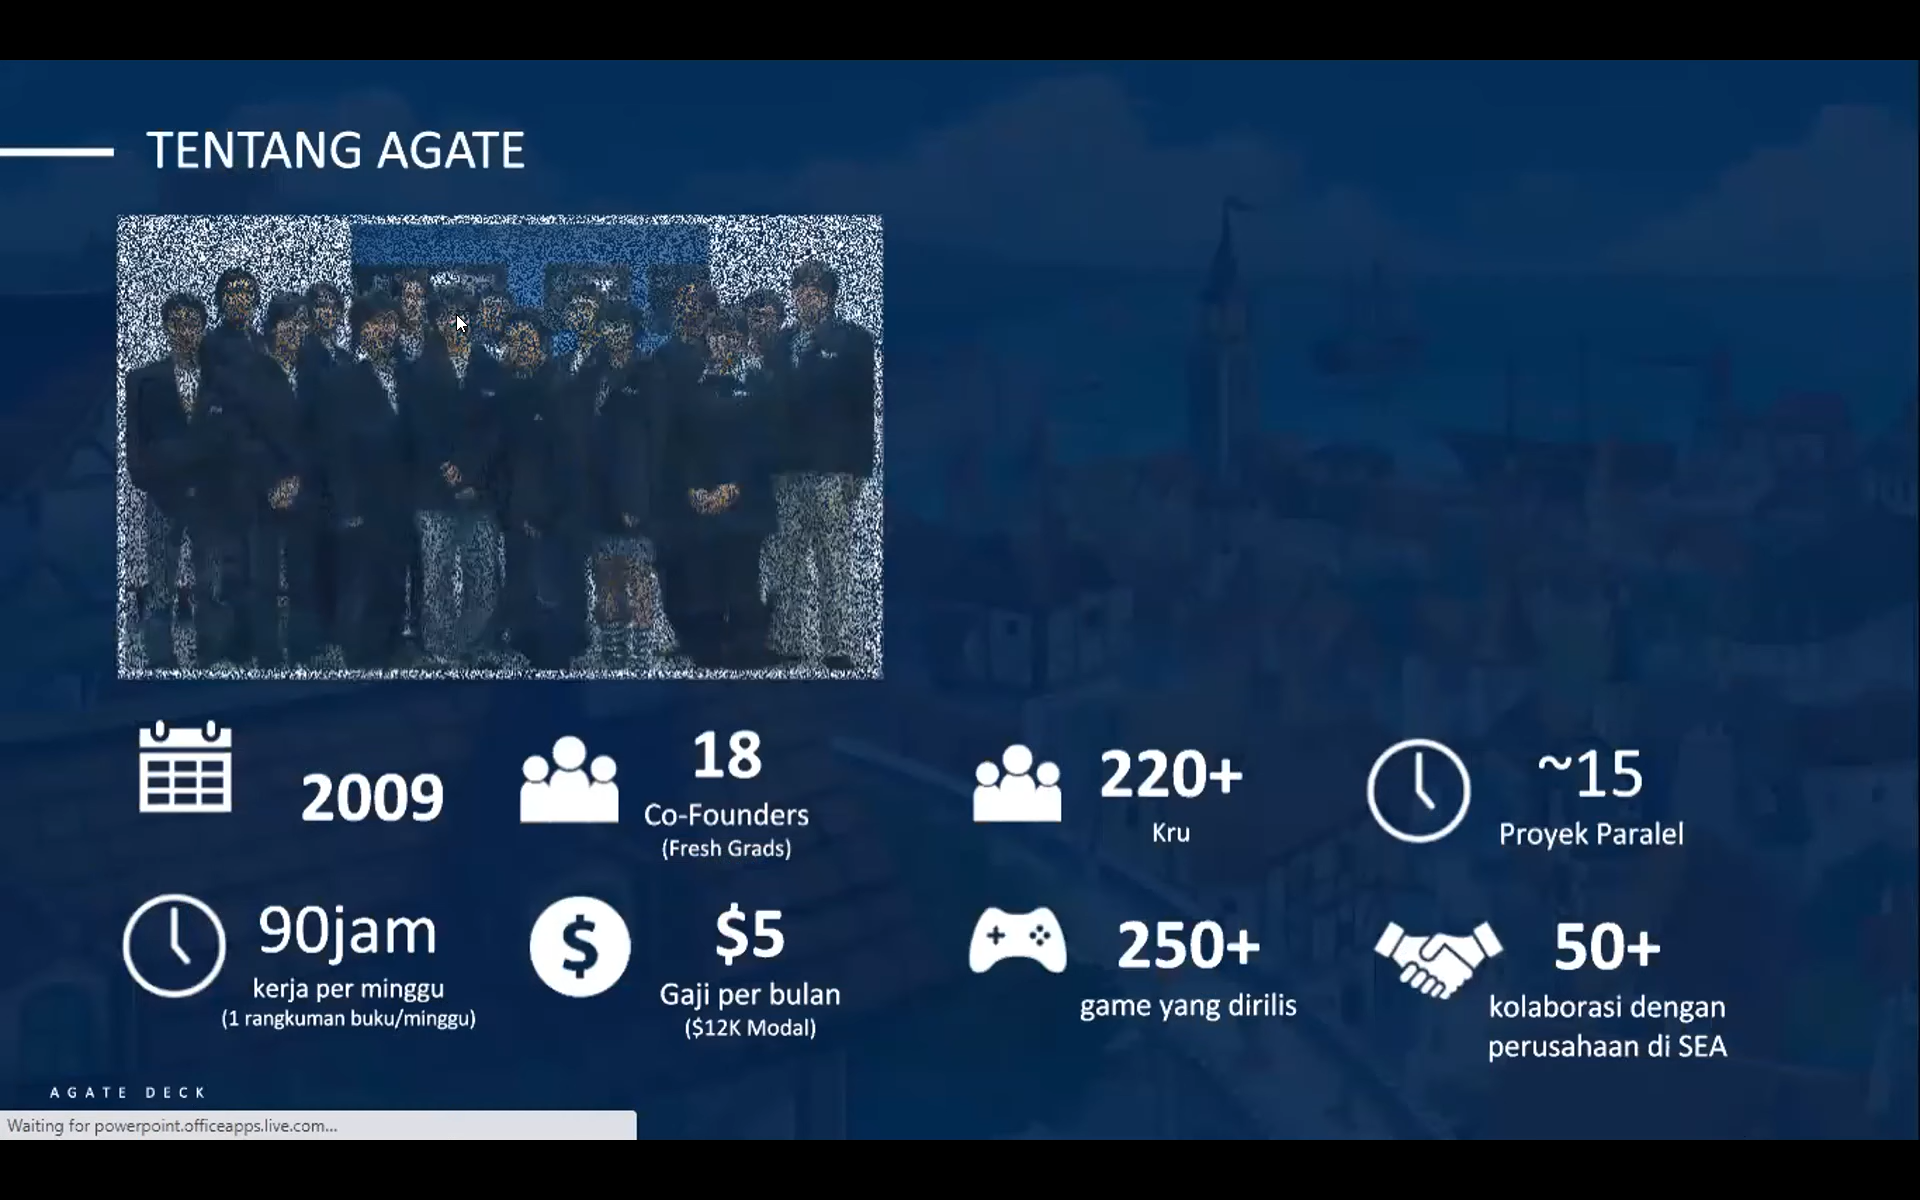 TENTANG AGATE
2009
18
Co-Founders
(Fresh Grads)
220+
Kru
~15
Proyek Paralel
90jam
kerja per minggu
(1 rangkuman buku/minggu)
$5
Gaji per bulan
($12K Modal)
250+
game yang dirilis
50+
kolaborasi dengan
perusahaan di SEA
AGATE DECK
Waiting for powerpoint.officeapps.live.com...